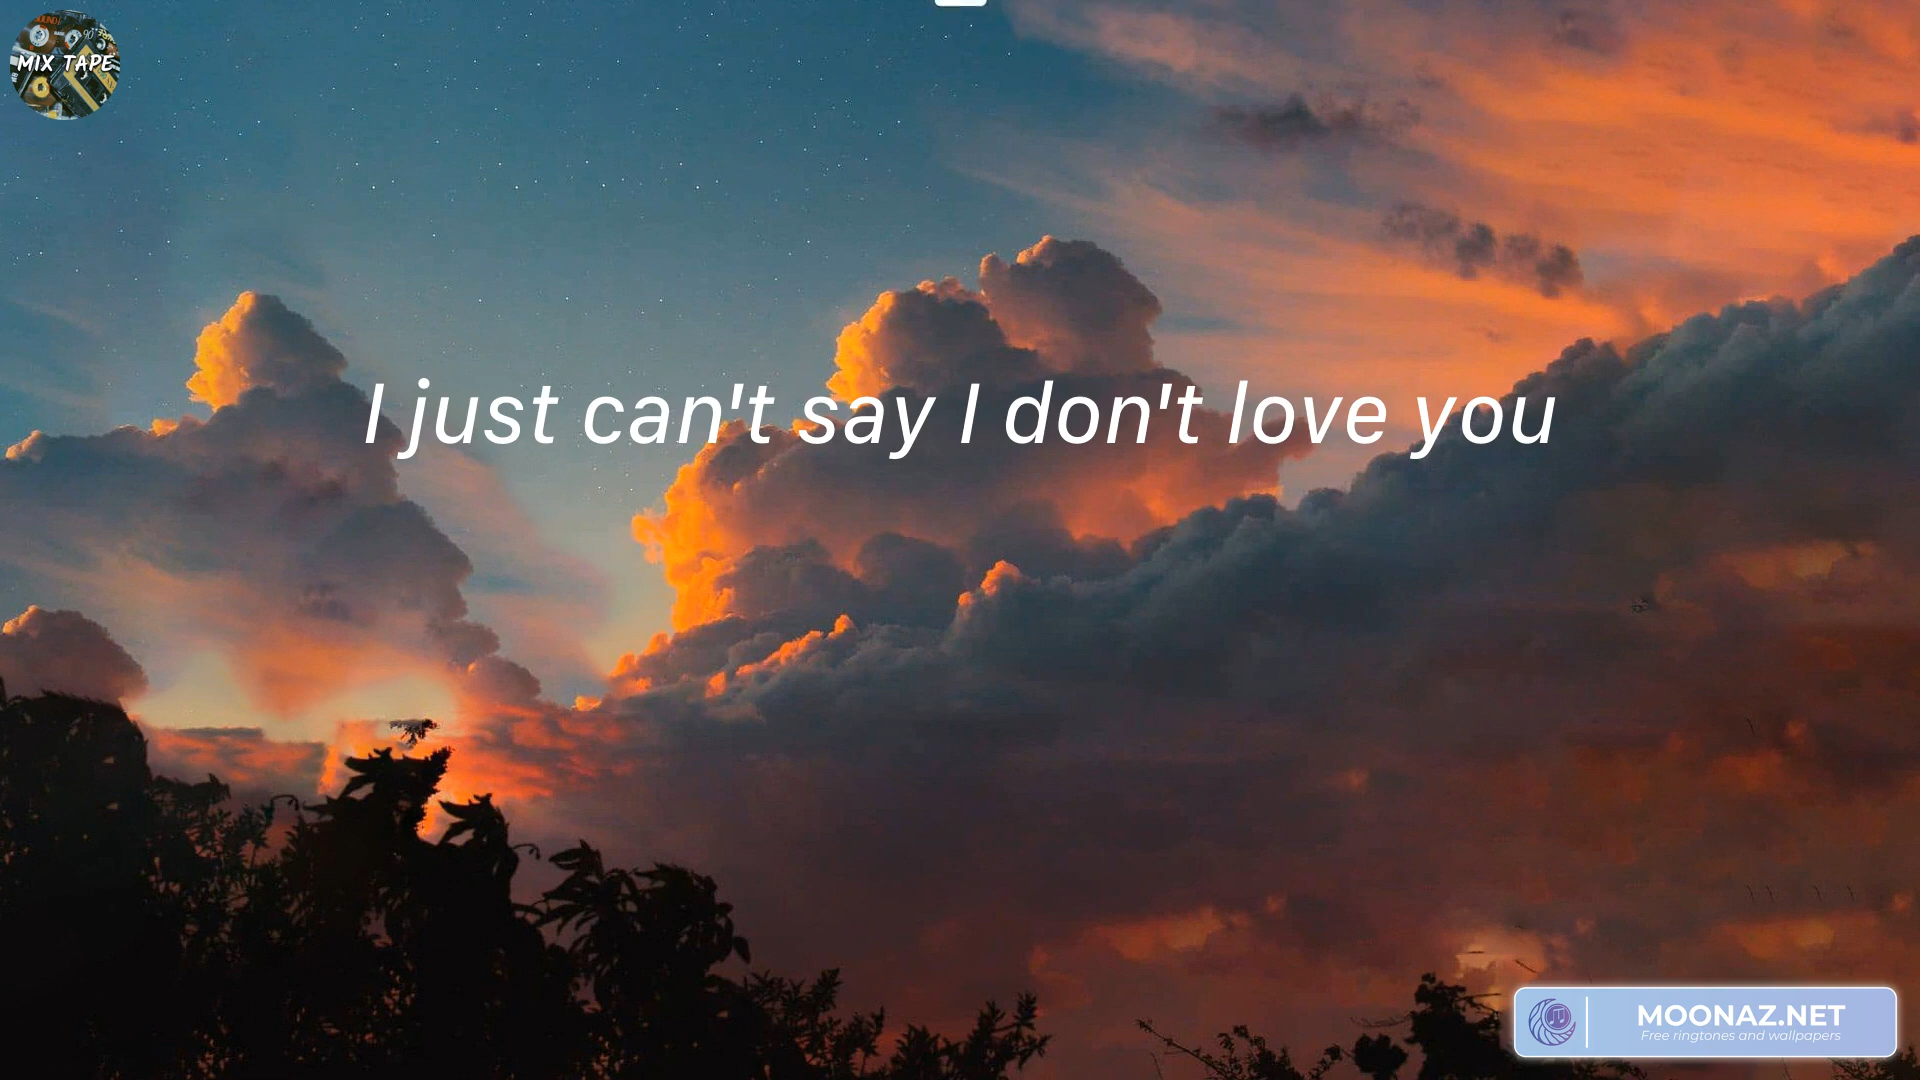 MIX TAPE
I just can't say I don't love you
MOONAZ.NET
Free ringtones and wallpapers